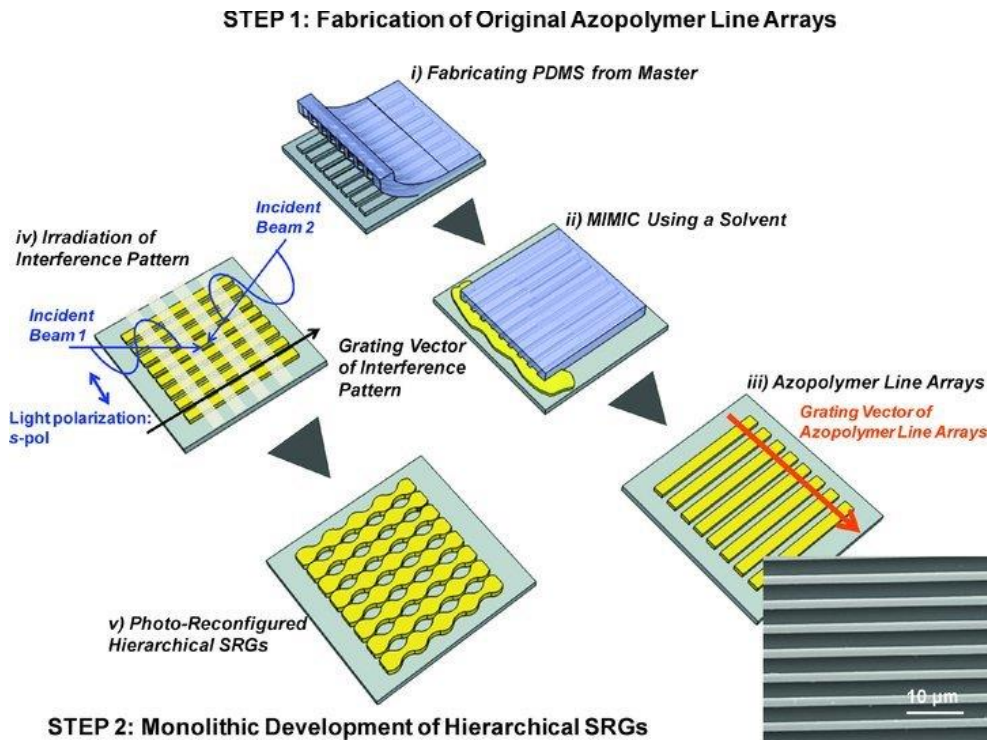 STEP 1: Fabrication of Original Azopolymer Line Arrays
i) Fabricating PDMS from Master
ii) MIMIC Using a Solvent
iii) Azopolymer Line Arrays
Grating Vector of
Azopolymer Line Arrays
10 μm
iv) Irradiation of
Interference Pattern
Incident
Beam 2
Incident
Beam 1
Light polarization:
s-pol
Grating Vector
of Interference
Pattern
v) Photo-Reconfigured
Hierarchical SRGs
STEP 2: Monolithic Development of Hierarchical SRGs